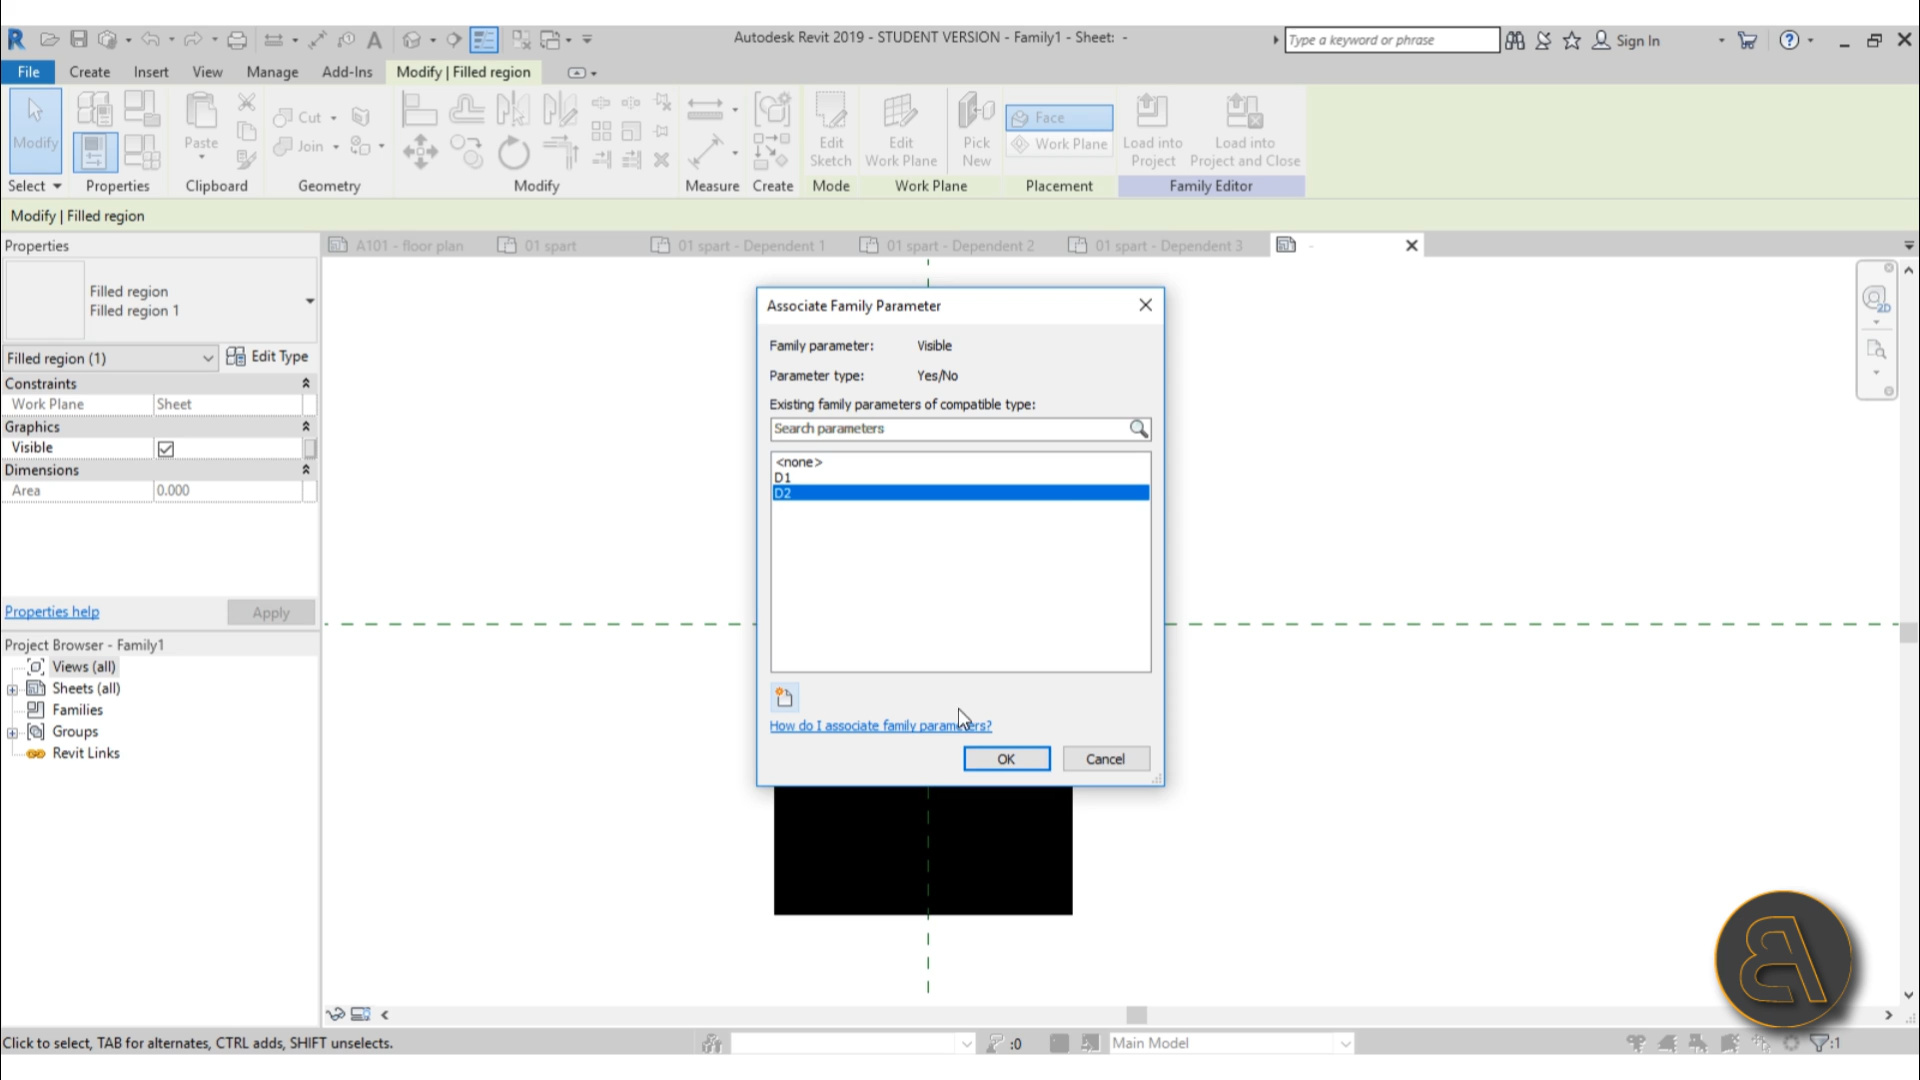 Autodesk Revit 2019 - STUDENT VERSION - Family1 - Sheet: -
Type a keyword or phrase
Sign In
File Create Insert View Manage Add-Ins Modify | Filled region
Modify
Paste
Cut
Join
Edit Sketch
Edit Work Plane
Pick New
Face
Work Plane
Load into Project
Load into Project and Close
Select Properties Clipboard Geometry Modify Measure Create Mode Work Plane Placement Family Editor
Modify | Filled region
Properties
A101 - floor plan
01 spart
01 spart - Dependent 1
01 spart - Dependent 2
01 spart - Dependent 3
-
Filled region
Filled region 1
Filled region (1)
Edit Type
Constraints
Work Plane Sheet
Graphics
Visible
Dimensions
Area 0.000
Properties help
Apply
Project Browser - Family1
Views (all)
Sheets (all)
Families
Groups
Revit Links
Associate Family Parameter
Family parameter: Visible
Parameter type: Yes/No
Existing family parameters of compatible type:
Search parameters
<none>
D1
D2
How do I associate family parameters?
OK
Cancel
2D
Click to select, TAB for alternates, CTRL adds, SHIFT unselects.
:0
Main Model
:1